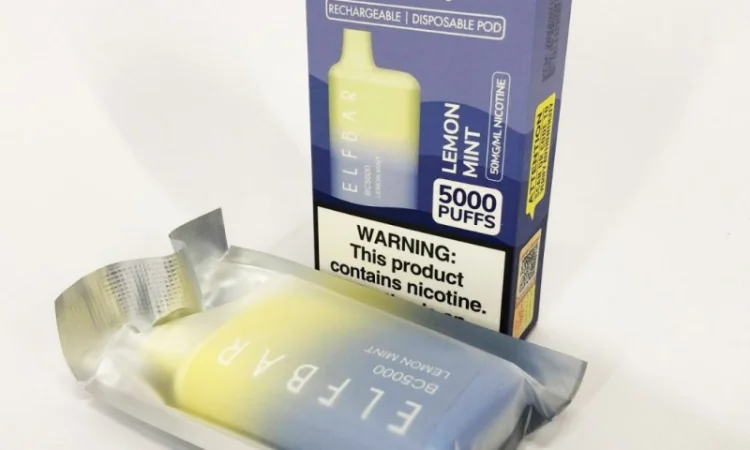 RECHARGEABLE | DISPOSABLE POD
ELFBAR
BC5000
LEMON MINT
LEMON
MINT
50MG/ML NICOTINE
5000
PUFFS
WARNING:
This product
contains nicotine.
ATTENTION
ELFBAR
BC5000
LEMON MINT